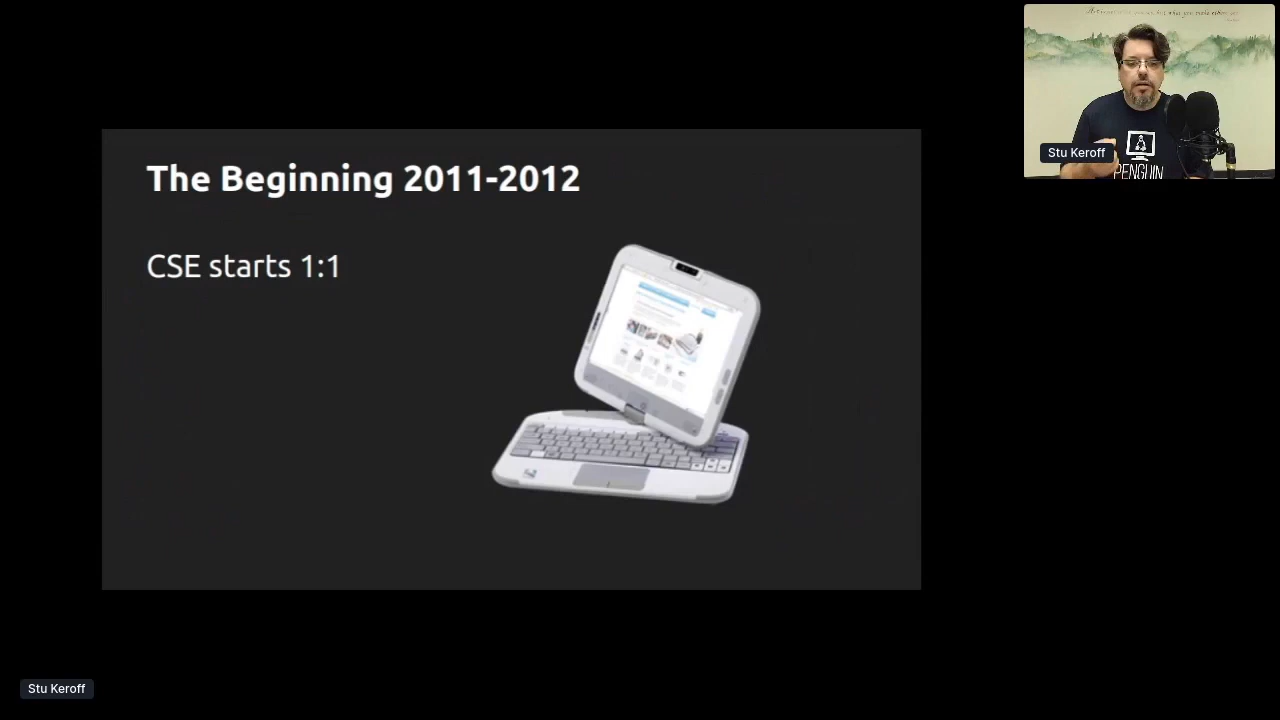 The Beginning 2011-2012
CSE starts 1:1
Stu Keroff
PENGUIN
Stu Keroff